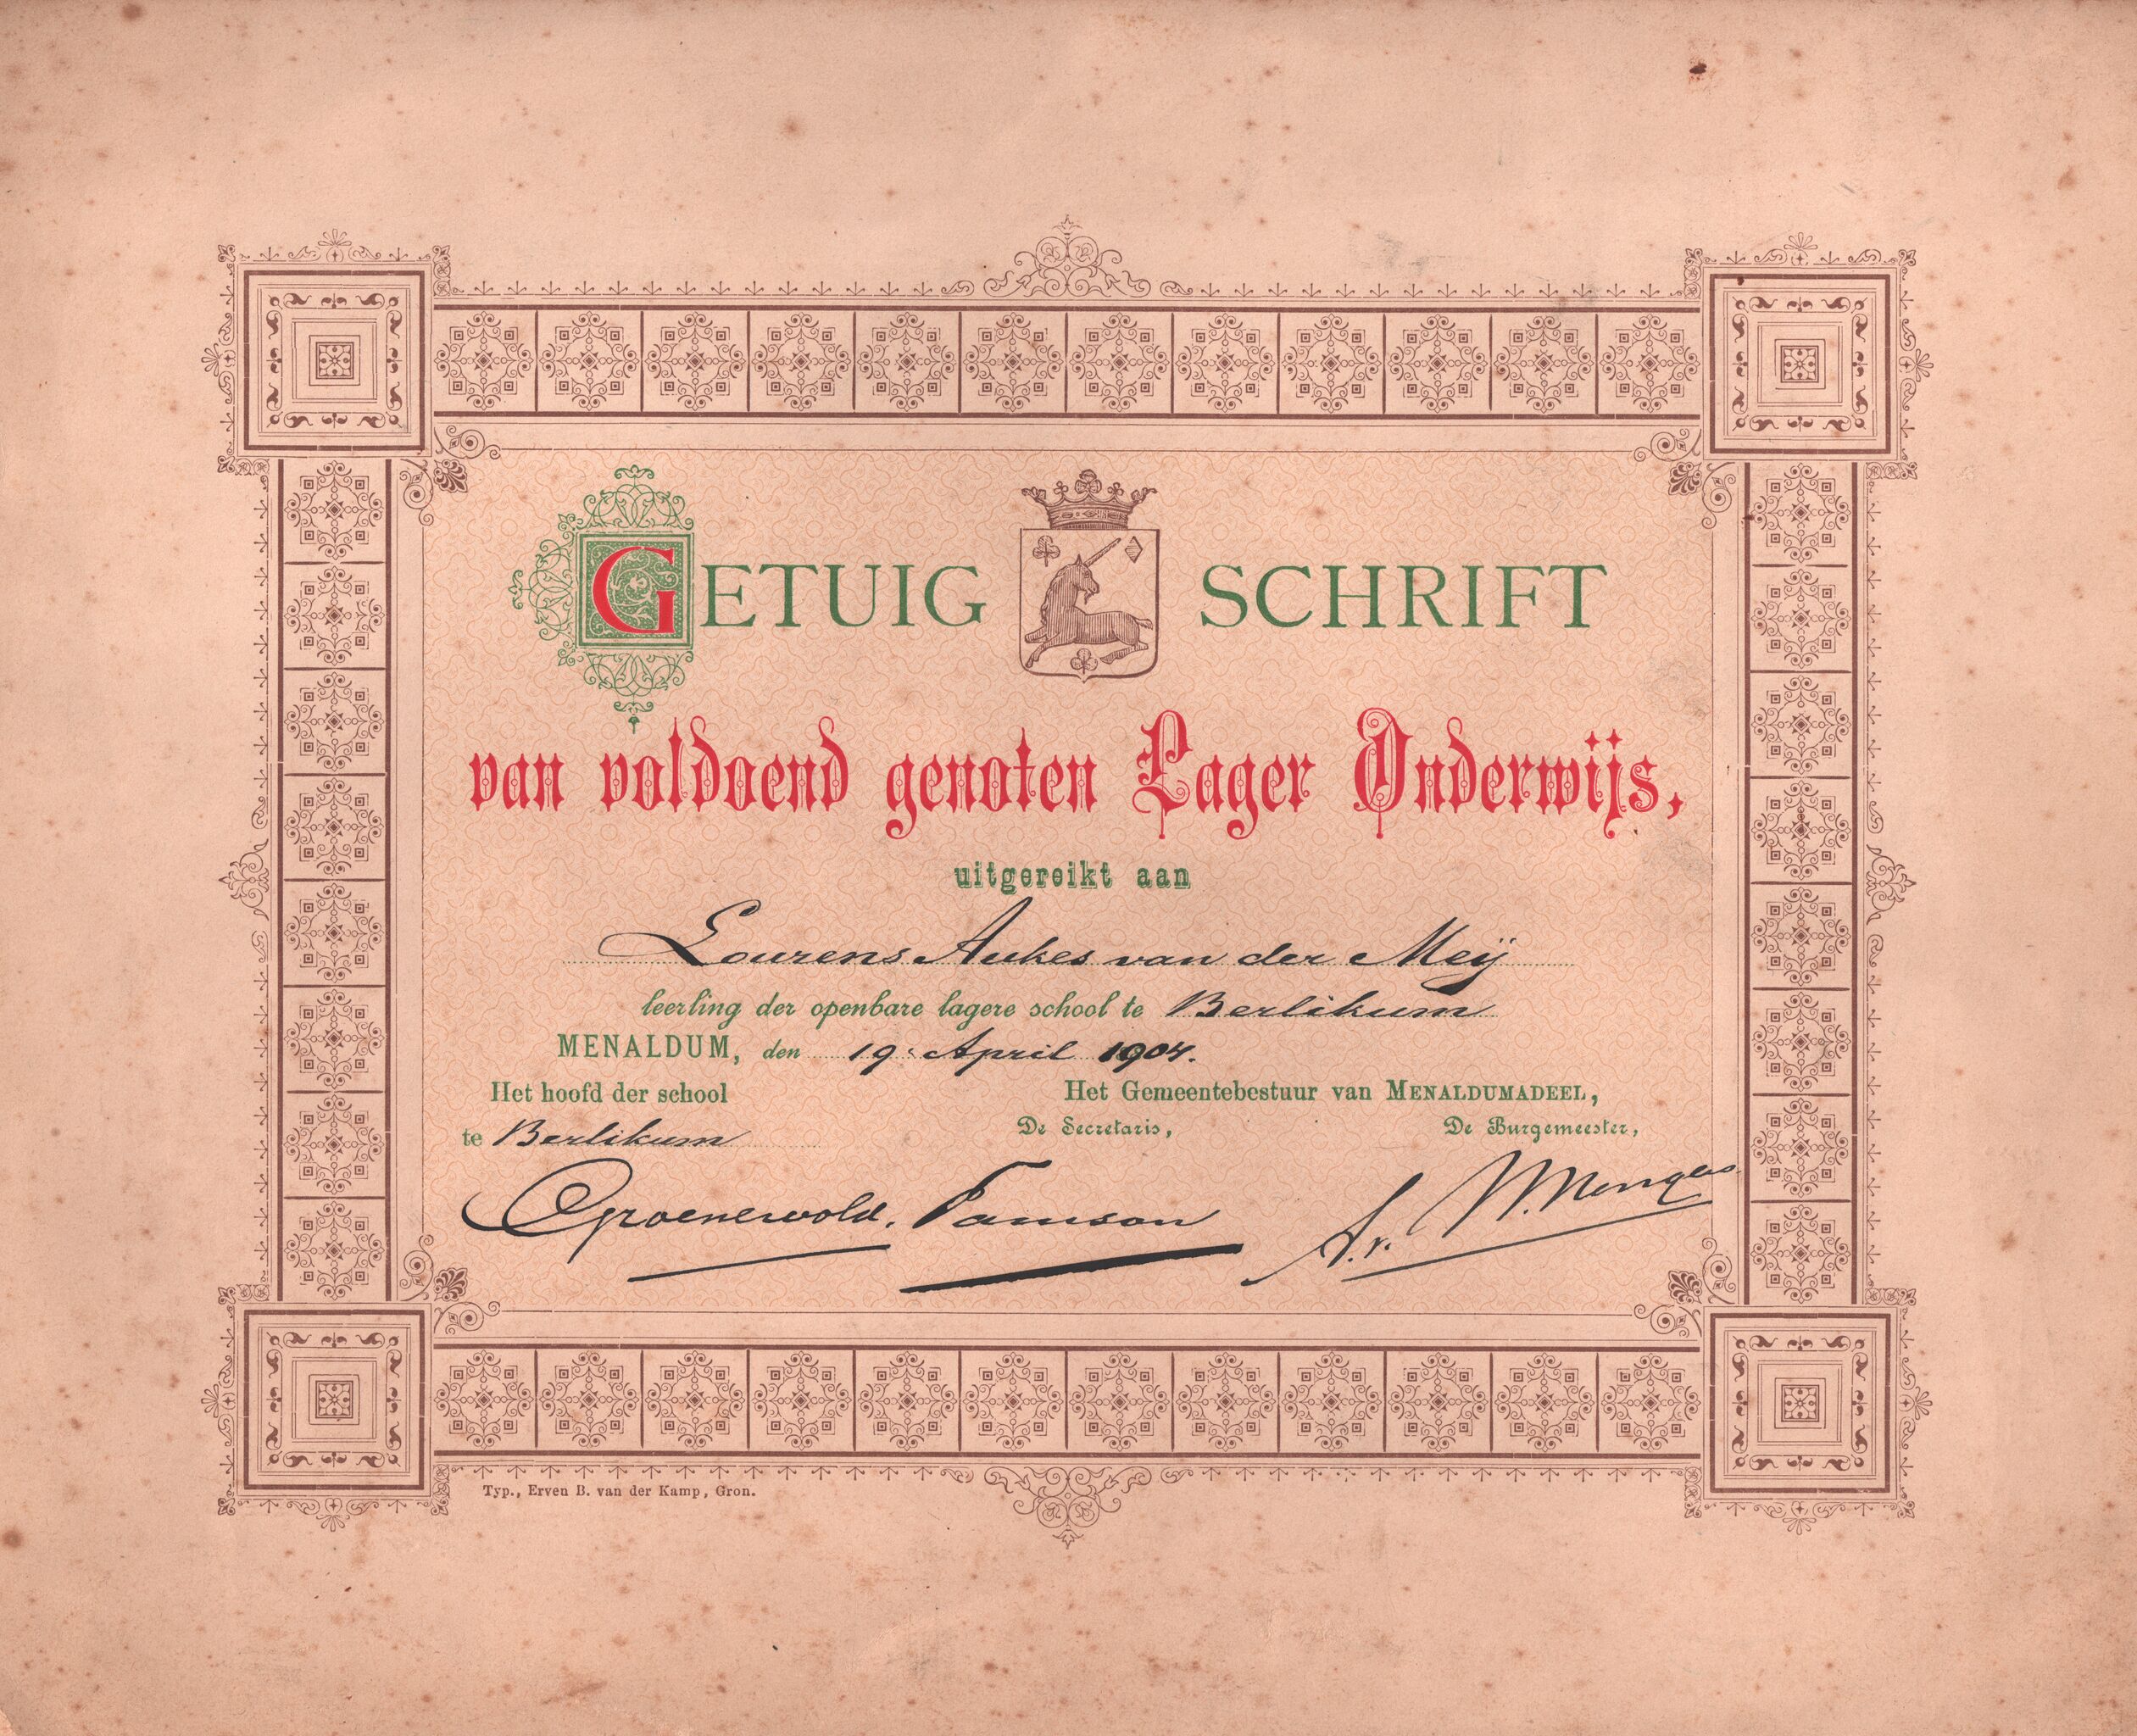 GETUIG SCHRIFT
van voldoend genoten Lager Onderwijs,
uitgereikt aan
Lourens Aukes van der Meij
leerling der openbare lagere school te Berlikum
MENALDUM, den 19 April 1904.
Het hoofd der school
Het Gemeentebestuur van MENALDUMADEEL,
te Berlikum
De Secretaris,
De Burgemeester,
Groenewold.
Typ., Erven B. van der Kamp, Gron.